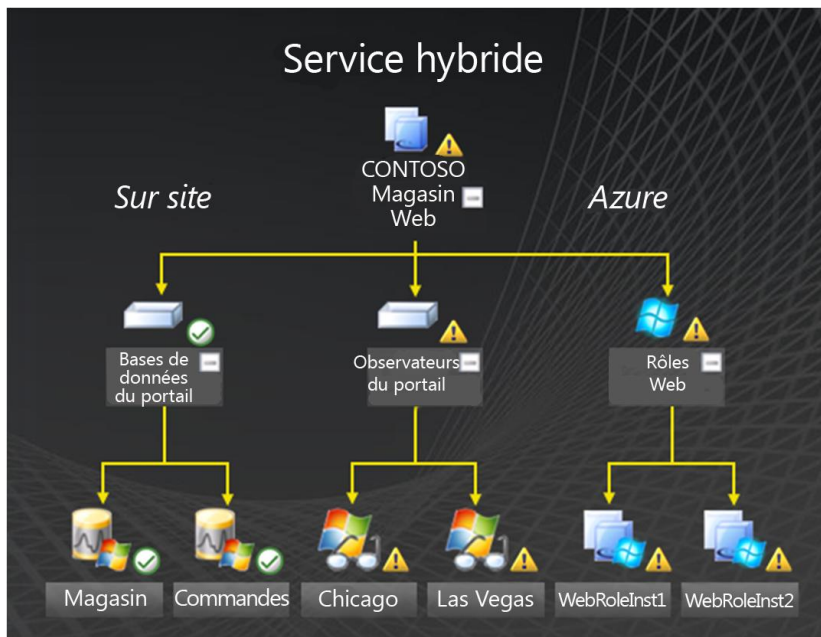 Service hybride
CONTOSO
Magasin
Web
Sur site
Azure
Bases de
données
du portail
Observateurs
du portail
Rôles
Web
Magasin
Commandes
Chicago
Las Vegas
WebRoleInst1
WebRoleInst2